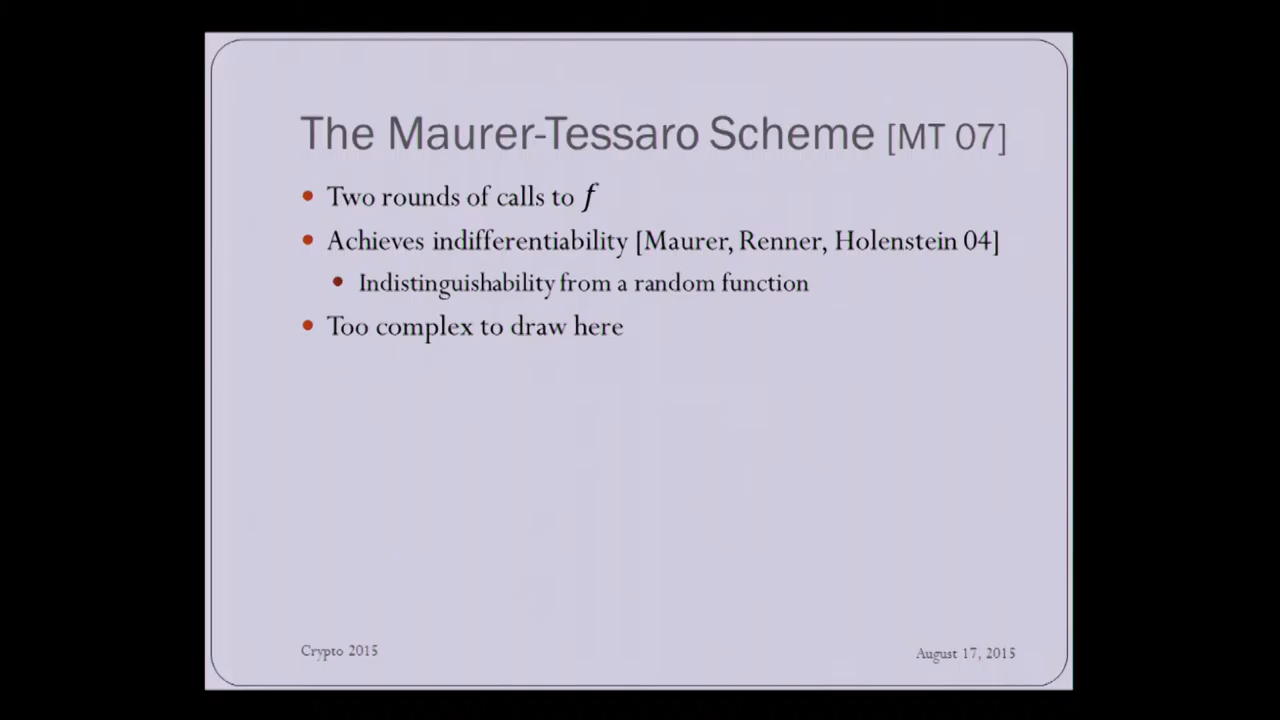 The Maurer-Tessaro Scheme [MT 07]
• Two rounds of calls to f
• Achieves indifferentiability [Maurer, Renner, Holenstein 04]
• Indistinguishability from a random function
• Too complex to draw here
Crypto 2015
August 17, 2015